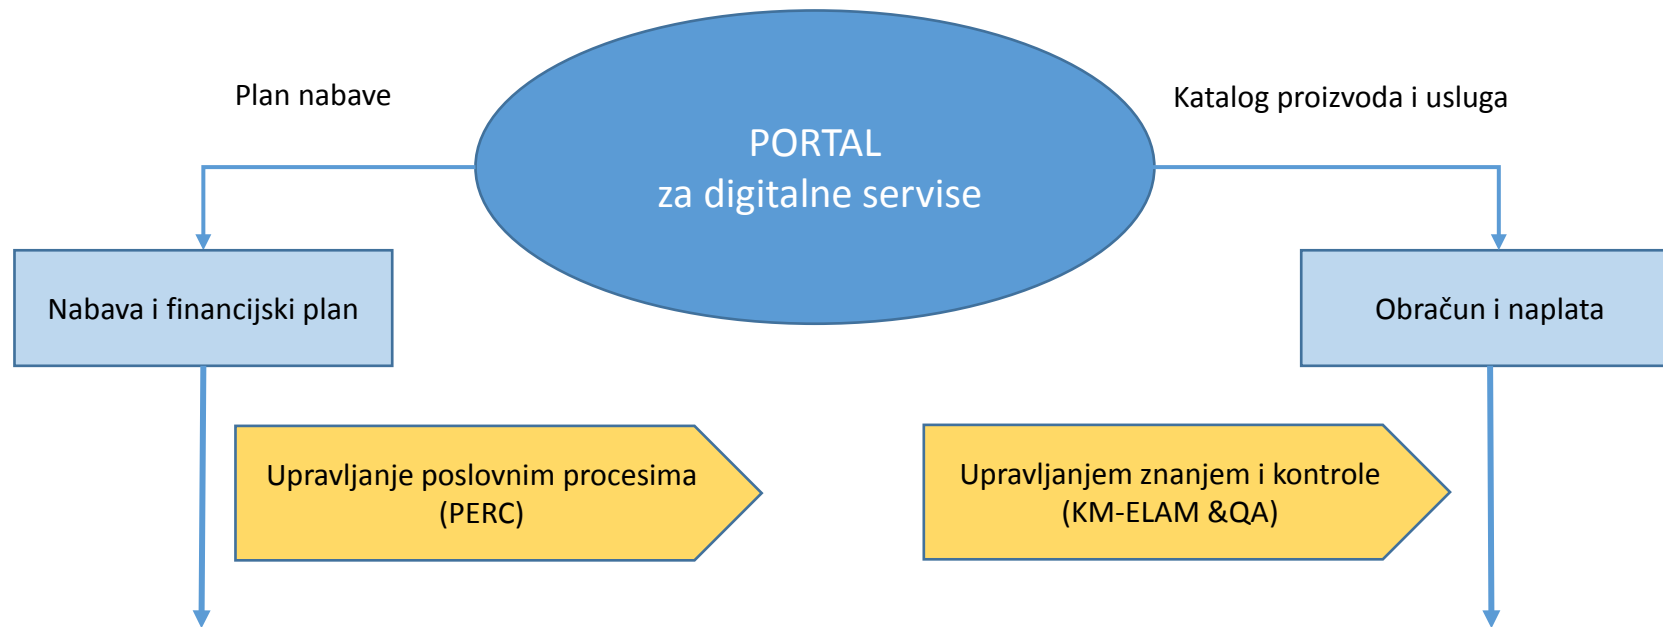 Plan nabave
Katalog proizvoda i usluga
PORTAL
za digitalne servise
Nabava i financijski plan
Obračun i naplata
Upravljanje poslovnim procesima
(PERC)
Upravljanjem znanjem i kontrole
(KM-ELAM &QA)